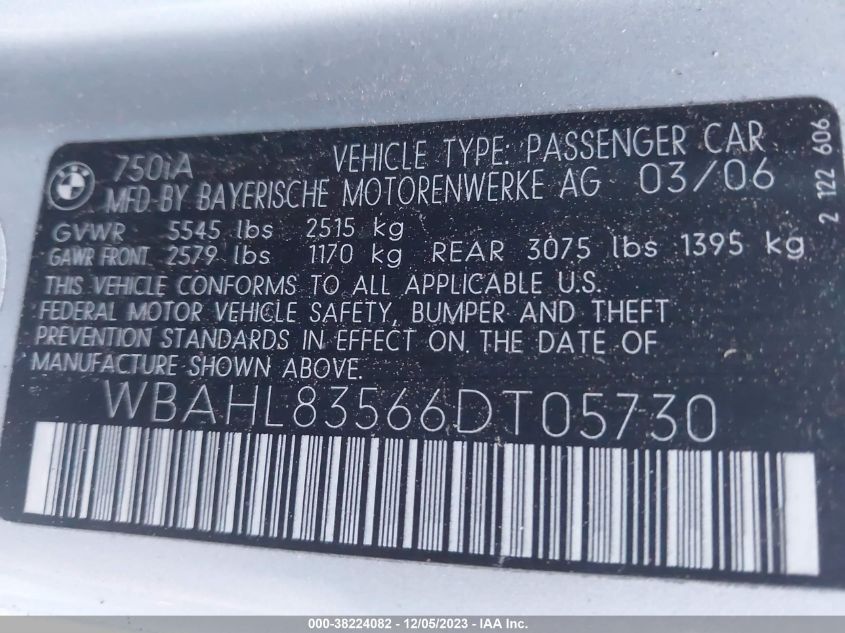 750iA VEHICLE TYPE: PASSENGER CAR
MFD-BY BAYERISCHE MOTORENWERKE AG 03/06
GVWR 5545 lbs 2515 kg
GAWR FRONT 2579 lbs 1170 kg REAR 3075 lbs 1395 kg
THIS VEHICLE CONFORMS TO ALL APPLICABLE U.S.
FEDERAL MOTOR VEHICLE SAFETY, BUMPER AND THEFT
PREVENTION STANDARDS IN EFFECT ON THE DATE OF
MANUFACTURE SHOWN ABOVE.
WBAHL83566DT05730
2 122 606
000-38224082 - 12/05/2023 - IAA Inc.